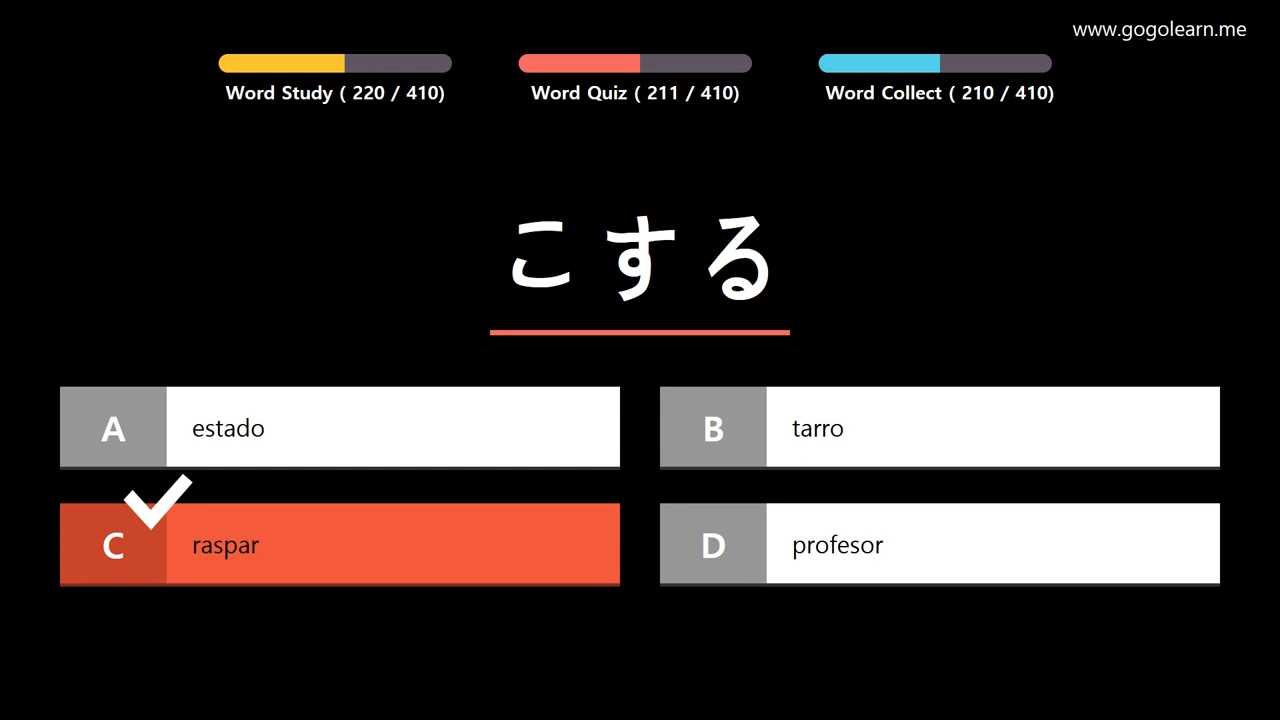 www.gogolearn.me
Word Study ( 220 / 410)
Word Quiz ( 211 / 410)
Word Collect ( 210 / 410)
こする
A estado
B tarro
C raspar
D profesor